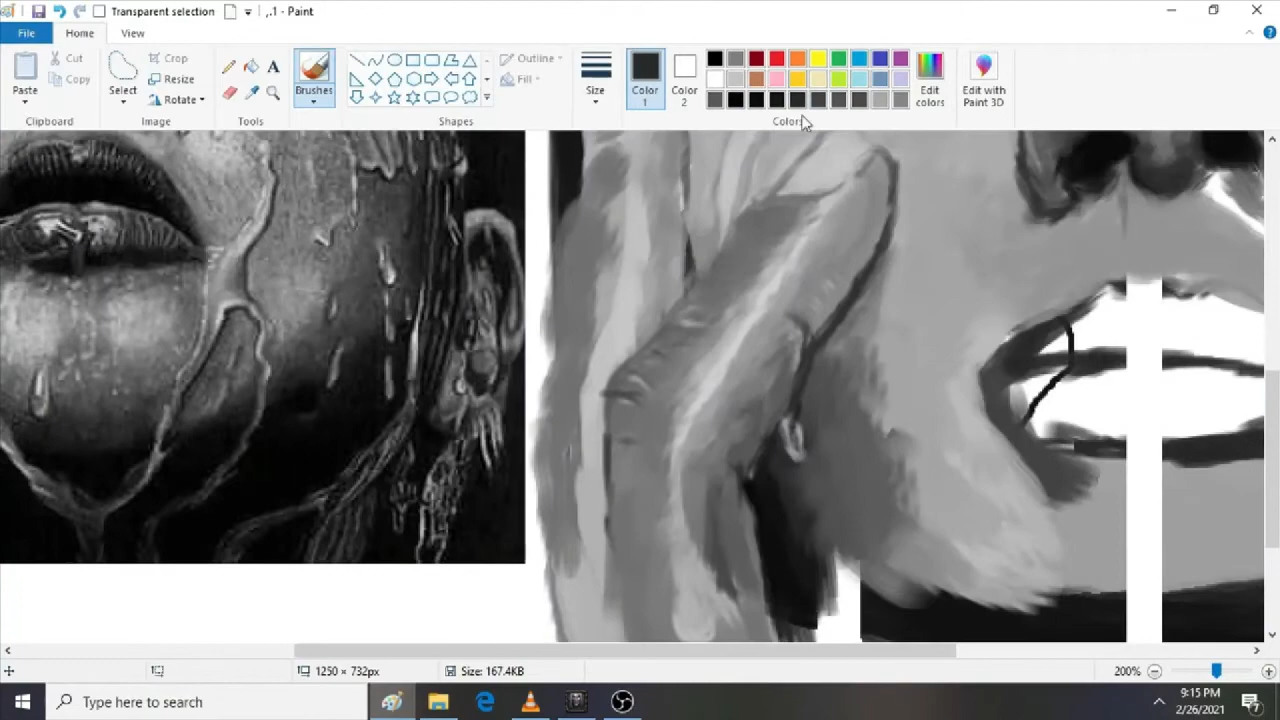 Transparent selection
,.1 - Paint
File
Home
View
Paste
Cut
Copy
Clipboard
Select
Crop
Resize
Rotate
Image
A
Tools
Brushes
Shapes
Outline
Fill
Size
Color 1
Color 2
Colors
Edit colors
Edit with Paint 3D
1250 × 732px
Size: 167.4KB
200%
Type here to search
9:15 PM
2/26/2021
7